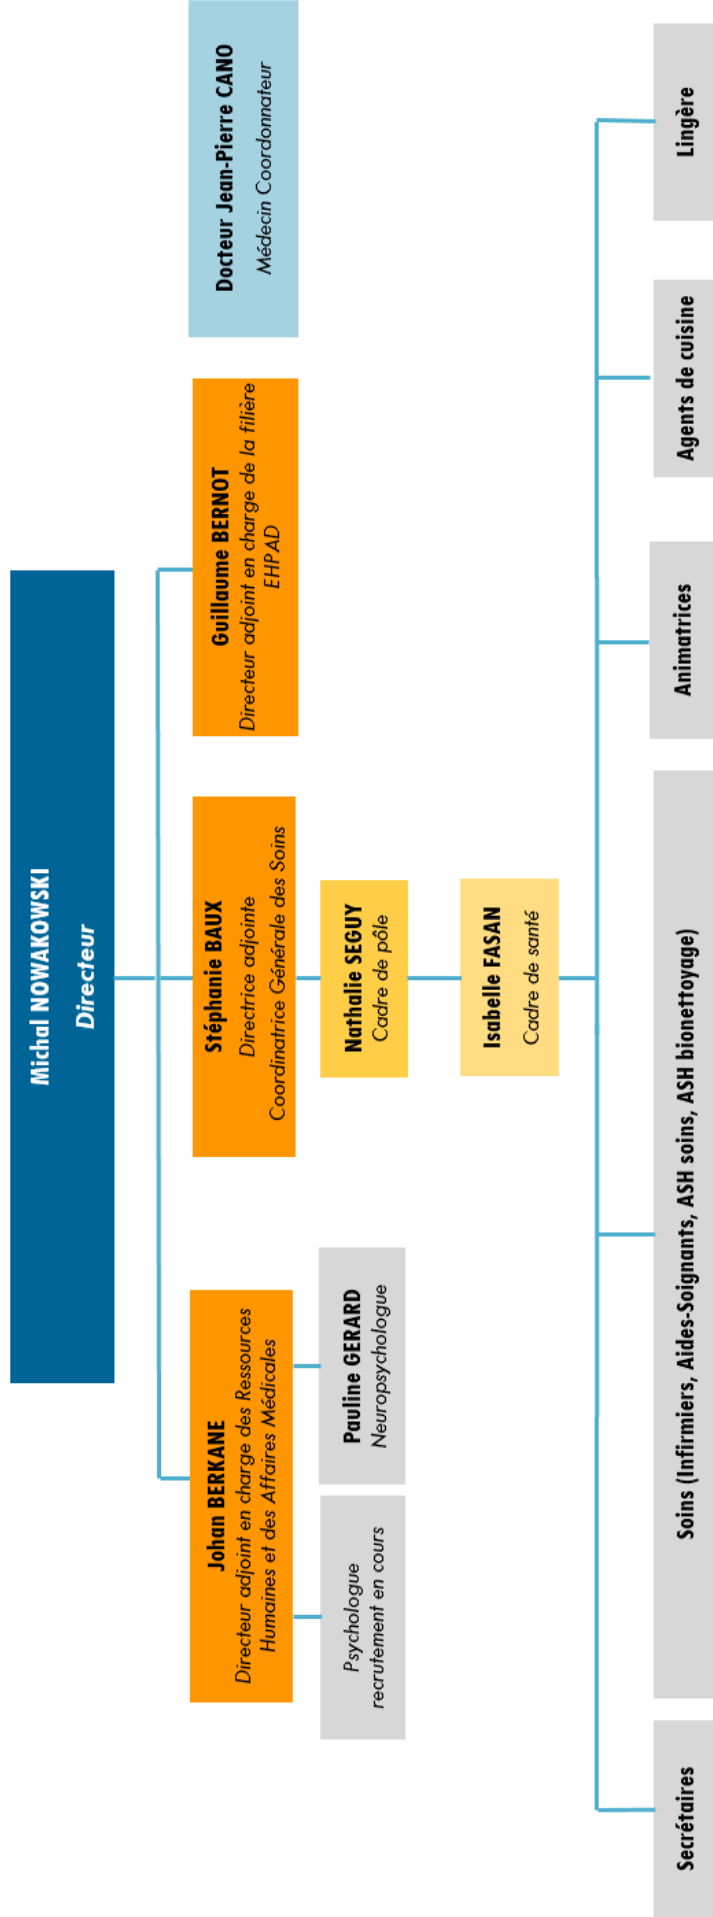 Michal NOWAKOWSKI
Directeur
Johan BERKANE
Directeur adjoint en charge des Ressources
Humaines et des Affaires Médicales
Stéphanie BAUX
Directrice adjointe
Coordinatrice Générale des Soins
Guillaume BERNOT
Directeur adjoint en charge de la filière
EHPAD
Docteur Jean-Pierre CANO
Médecin Coordonnateur
Psychologue
recrutement en cours
Pauline GERARD
Neuropsychologue
Nathalie SEGUY
Cadre de pôle
Isabelle FASAN
Cadre de santé
Secrétaires
Soins (Infirmiers, Aides-Soignants, ASH soins, ASH bionettoyage)
Animatrices
Agents de cuisine
Lingère